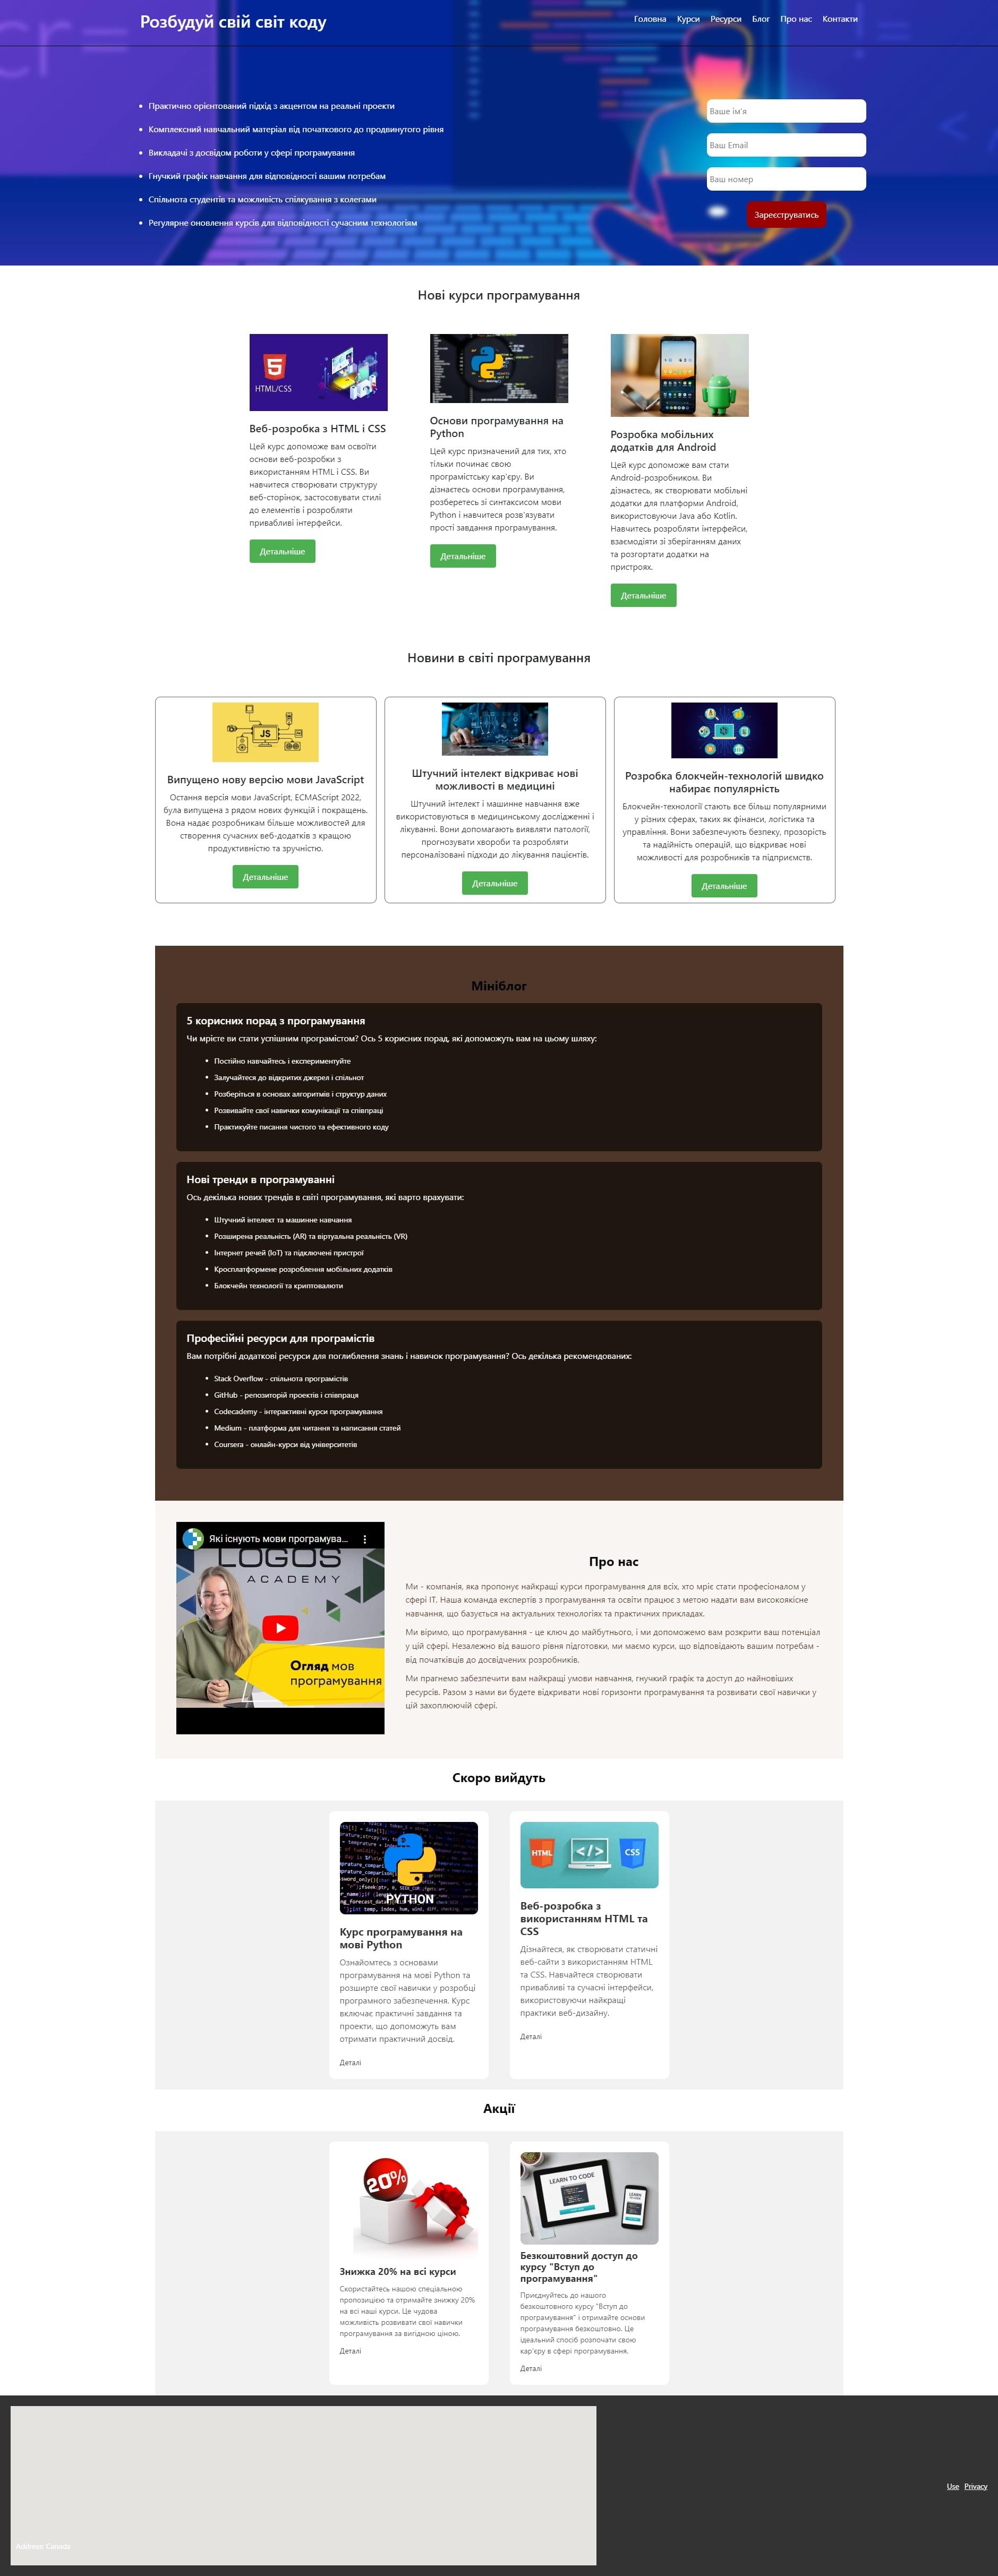 Розбудуй свій світ коду
Головна Курси Ресурси Блог Про нас Контакти
Практично орієнтований підхід з акцентом на реальні проекти
Комплексний навчальний матеріал від початкового до продвинутого рівня
Викладачі з досвідом роботи у сфері програмування
Гнучкий графік навчання для відповідності вашим потребам
Спільнота студентів та можливість спілкування з колегами
Регулярне оновлення курсів для відповідності сучасним технологіям
Ваше ім'я
Ваш Email
Ваш номер
Зареєструватись
Нові курси програмування
HTML/CSS
Веб-розробка з HTML і CSS
Цей курс допоможе вам освоїти
основи веб-розробки з
використанням HTML і CSS. Ви
навчитеся створювати структуру
веб-сторінок, застосовувати стилі
до елементів і розробляти
привабливі інтерфейси.
Детальніше
Основи програмування на
Python
Цей курс призначений для тих, хто
тільки починає свою
програмістську кар'єру. Ви
дізнаєтесь основи програмування,
розберетесь зі синтаксисом мови
Python і навчитеся розв'язувати
прості завдання програмування.
Детальніше
Розробка мобільних
додатків для Android
Цей курс допоможе вам стати
Android-розробником. Ви
дізнаєтесь, як створювати мобільні
додатки для платформи Android,
використовуючи Java або Kotlin.
Навчитесь розробляти інтерфейси,
взаємодіяти зі зберіганням даних
та розгортати додатки на
пристроях.
Детальніше
Новини в світі програмування
JS
Випущено нову версію мови JavaScript
Остання версія мови JavaScript, ECMAScript 2022,
була випущена з рядом нових функцій і покращень.
Вона надає розробникам більше можливостей для
створення сучасних веб-додатків з кращою
продуктивністю та зручністю.
Детальніше
Штучний інтелект відкриває нові
можливості в медицині
Штучний інтелект і машинне навчання вже
використовуються в медицинському дослідженні і
лікуванні. Вони допомагають виявляти патології,
прогнозувати хвороби та розробляти
персоналізовані підходи до лікування пацієнтів.
Детальніше
Розробка блокчейн-технологій швидко
набирає популярність
Блокчейн-технології стають все більш популярними
у різних сферах, таких як фінанси, логістика та
управління. Вони забезпечують безпеку, прозорість
та надійність операцій, що відкриває нові
можливості для розробників та підприємств.
Детальніше
Мініблог
5 корисних порад з програмування
Чи мрієте ви стати успішним програмістом? Ось 5 корисних порад, які допоможуть вам на цьому шляху:
Постійно навчайтесь і експериментуйте
Залучайтеся до відкритих джерел і спільнот
Розберіться в основах алгоритмів і структур даних
Розвивайте свої навички комунікації та співпраці
Практикуйте писання чистого та ефективного коду
Нові тренди в програмуванні
Ось декілька нових трендів в світі програмування, які варто врахувати:
Штучний інтелект та машинне навчання
Розширена реальність (AR) та віртуальна реальність (VR)
Інтернет речей (IoT) та підключені пристрої
Кросплатформене розроблення мобільних додатків
Блокчейн технології та криптовалюти
Професійні ресурси для програмістів
Вам потрібні додаткові ресурси для поглиблення знань і навичок програмування? Ось декілька рекомендованих:
Stack Overflow - спільнота програмістів
GitHub - репозиторій проектів і співпраця
Codecademy - інтерактивні курси програмування
Medium - платформа для читання та написання статей
Coursera - онлайн-курси від університетів
Які існують мови програмува...
LOGOS
ACADEMY
Огляд мов
програмування
Про нас
Ми - компанія, яка пропонує найкращі курси програмування для всіх, хто мріє стати професіоналом у
сфері IT. Наша команда експертів з програмування та освіти працює з метою надати вам високоякісне
навчання, що базується на актуальних технологіях та практичних прикладах.
Ми віримо, що програмування - це ключ до майбутнього, і ми допоможемо вам розкрити ваш потенціал
у цій сфері. Незалежно від вашого рівня підготовки, ми маємо курси, що відповідають вашим потребам -
від початківців до досвідчених розробників.
Ми прагнемо забезпечити вам найкращі умови навчання, гнучкий графік та доступ до найновіших
ресурсів. Разом з нами ви будете відкривати нові горизонти програмування та розвивати свої навички у
цій захоплюючій сфері.
Скоро вийдуть
PYTHON
Курс програмування на
мові Python
Ознайомтесь з основами
програмування на мові Python та
розширте свої навички у розробці
програмного забезпечення. Курс
включає практичні завдання та
проекти, що допоможуть вам
отримати практичний досвід.
Деталі
HTML </> CSS
Веб-розробка з
використанням HTML та
CSS
Дізнайтеся, як створювати статичні
веб-сайти з використанням HTML
та CSS. Навчайтеся створювати
привабливі та сучасні інтерфейси,
використовуючи найкращі
практики веб-дизайну.
Деталі
Акції
20%
Знижка 20% на всі курси
Скористайтесь нашою спеціальною
пропозицією та отримайте знижку 20%
на всі наші курси. Це чудова
можливість розвивати свої навички
програмування за вигідною ціною.
Деталі
LEARN TO CODE
LEARN
Безкоштовний доступ до
курсу "Вступ до
програмування"
Приєднуйтесь до нашого
безкоштовного курсу "Вступ до
програмування" і отримайте основи
програмування безкоштовно. Це
ідеальний спосіб розпочати свою
кар'єру в сфері програмування.
Деталі
Address: Canada
Use Privacy